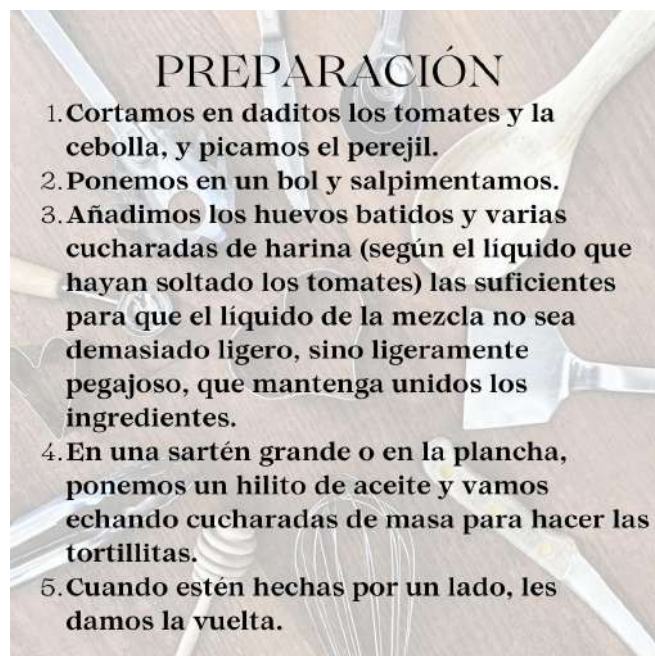 PREPARACIÓN
1. Cortamos en daditos los tomates y la
cebolla, y picamos el perejil.
2. Ponemos en un bol y salpimentamos.
3. Añadimos los huevos batidos y varias
cucharadas de harina (según el líquido que
hayan soltado los tomates) las suficientes
para que el líquido de la mezcla no sea
demasiado ligero, sino ligeramente
pegajoso, que mantenga unidos los
ingredientes.
4. En una sartén grande o en la plancha,
ponemos un hilito de aceite y vamos
echando cucharadas de masa para hacer las
tortillitas.
5. Cuando estén hechas por un lado, les
damos la vuelta.